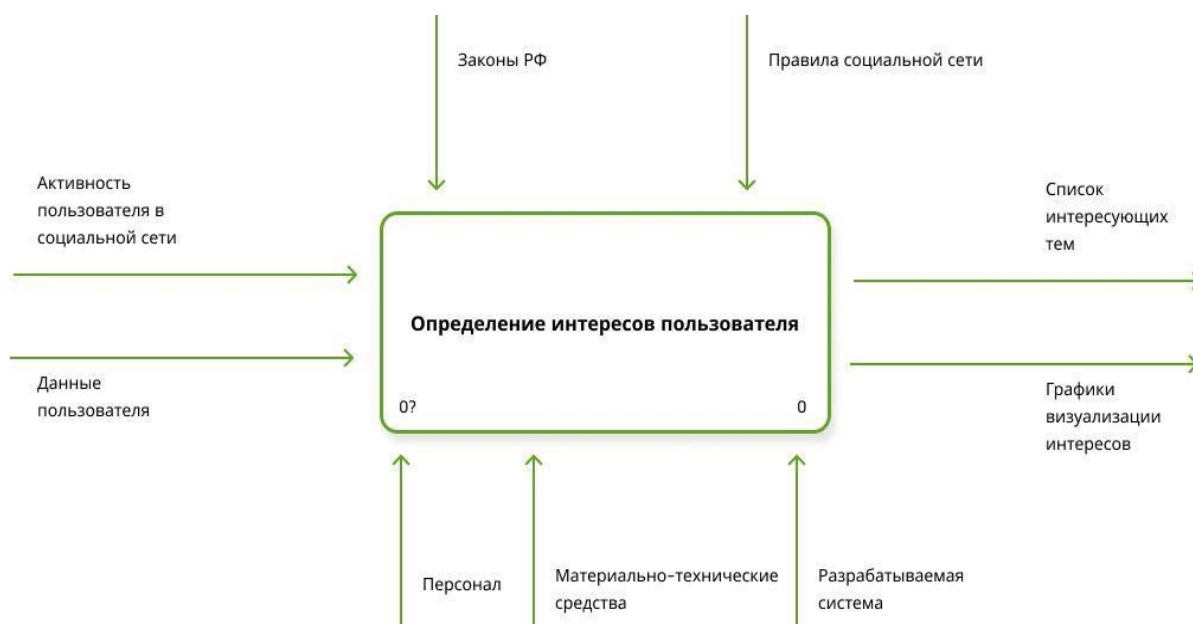 Законы РФ
Правила социальной сети
Активность
пользователя в
социальной сети
Список
интересующих
тем
Определение интересов пользователя
Данные
пользователя
0?
0
Графики
визуализации
интересов
Персонал
Материально-технические
средства
Разрабатываемая
система